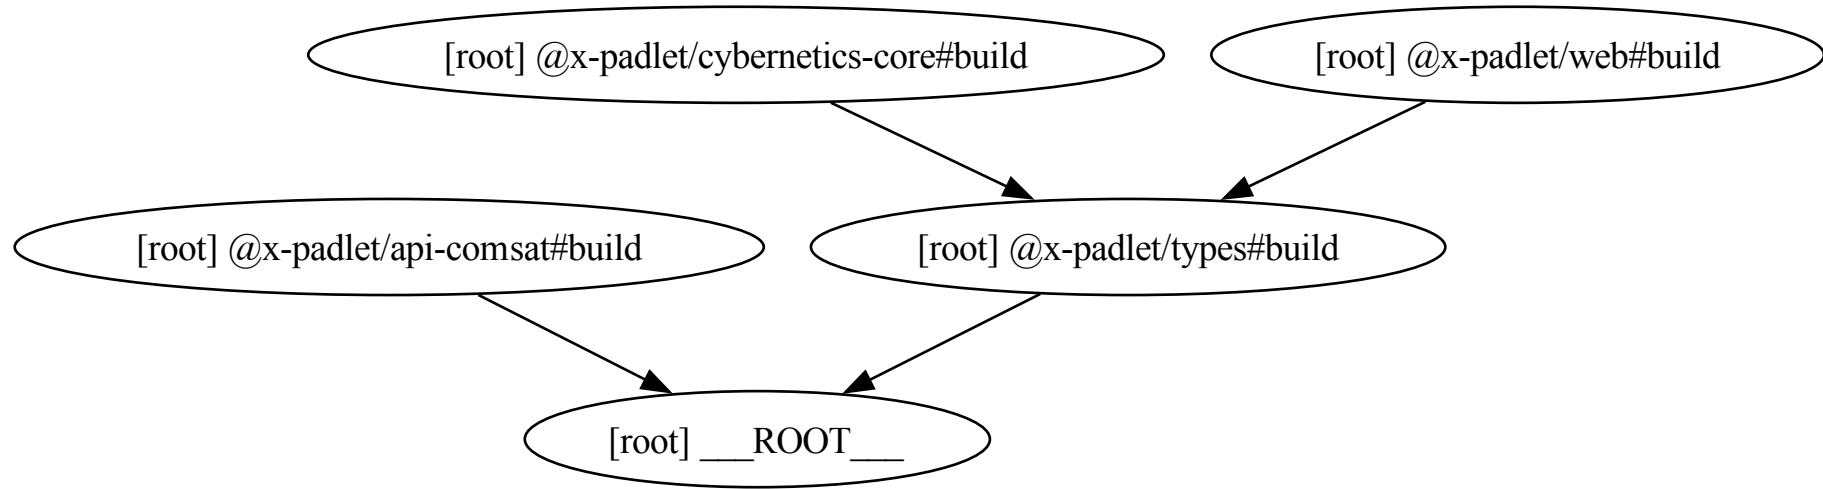 [root] @x-padlet/cybernetics-core#build
[root] @x-padlet/web#build
[root] @x-padlet/api-comsat#build
[root] @x-padlet/types#build
[root] ___ROOT___